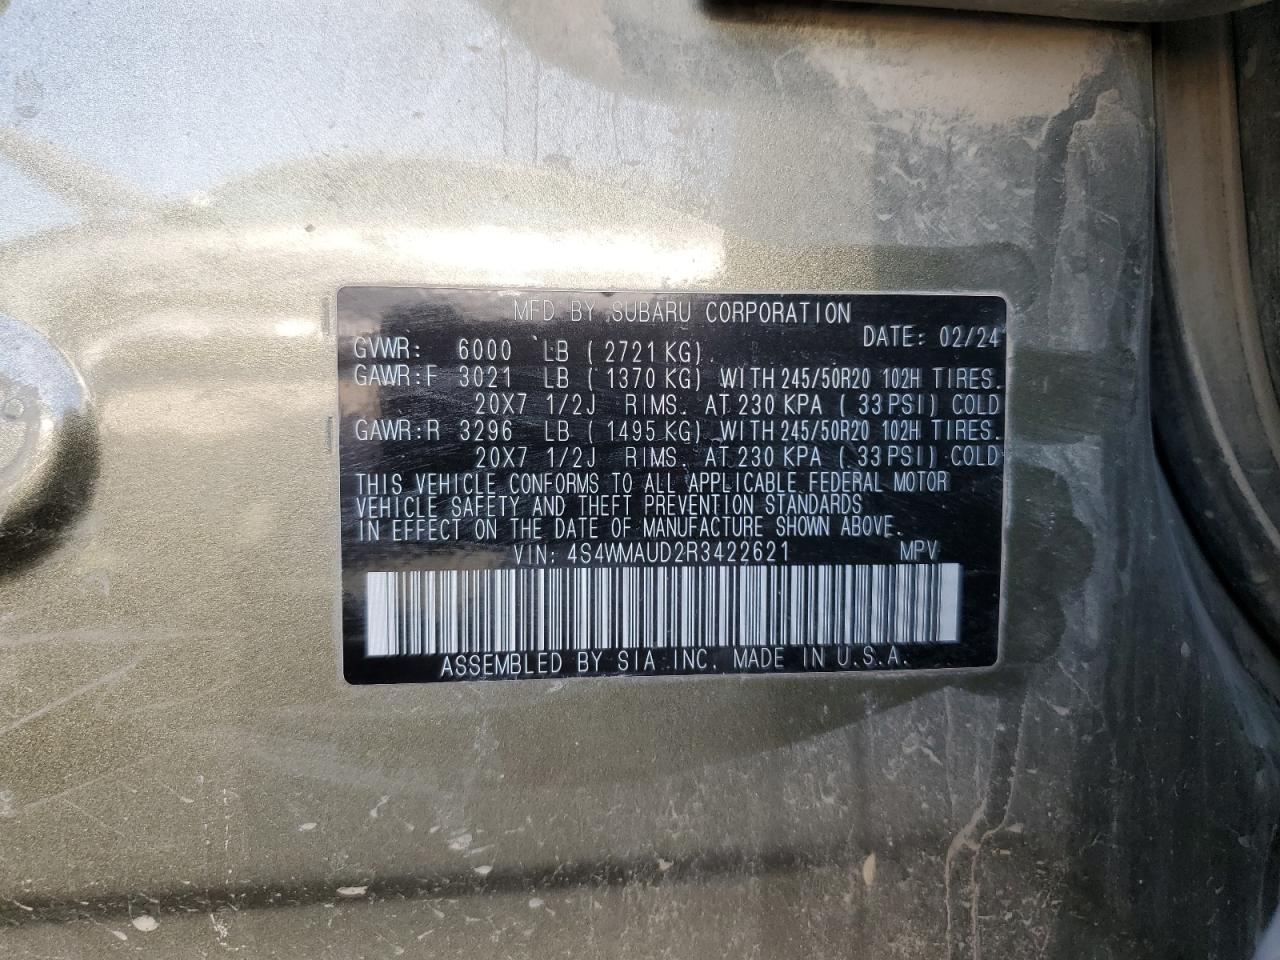 MFD BY SUBARU CORPORATION
DATE: 02/24
GVWR: 6000 LB ( 2721 KG).
GAWR:F 3021 LB ( 1370 KG) WITH 245/50R20 102H TIRES.
20X7 1/2J RIMS. AT 230 KPA ( 33 PSI) COLD
GAWR:R 3296 LB ( 1495 KG) WITH 245/50R20 102H TIRES.
20X7 1/2J RIMS. AT 230 KPA ( 33 PSI) COLD
THIS VEHICLE CONFORMS TO ALL APPLICABLE FEDERAL MOTOR
VEHICLE SAFETY AND THEFT PREVENTION STANDARDS
IN EFFECT ON THE DATE OF MANUFACTURE SHOWN ABOVE.
VIN: 4S4WMAUD2R3422621 MPV
ASSEMBLED BY SIA INC. MADE IN U.S.A.